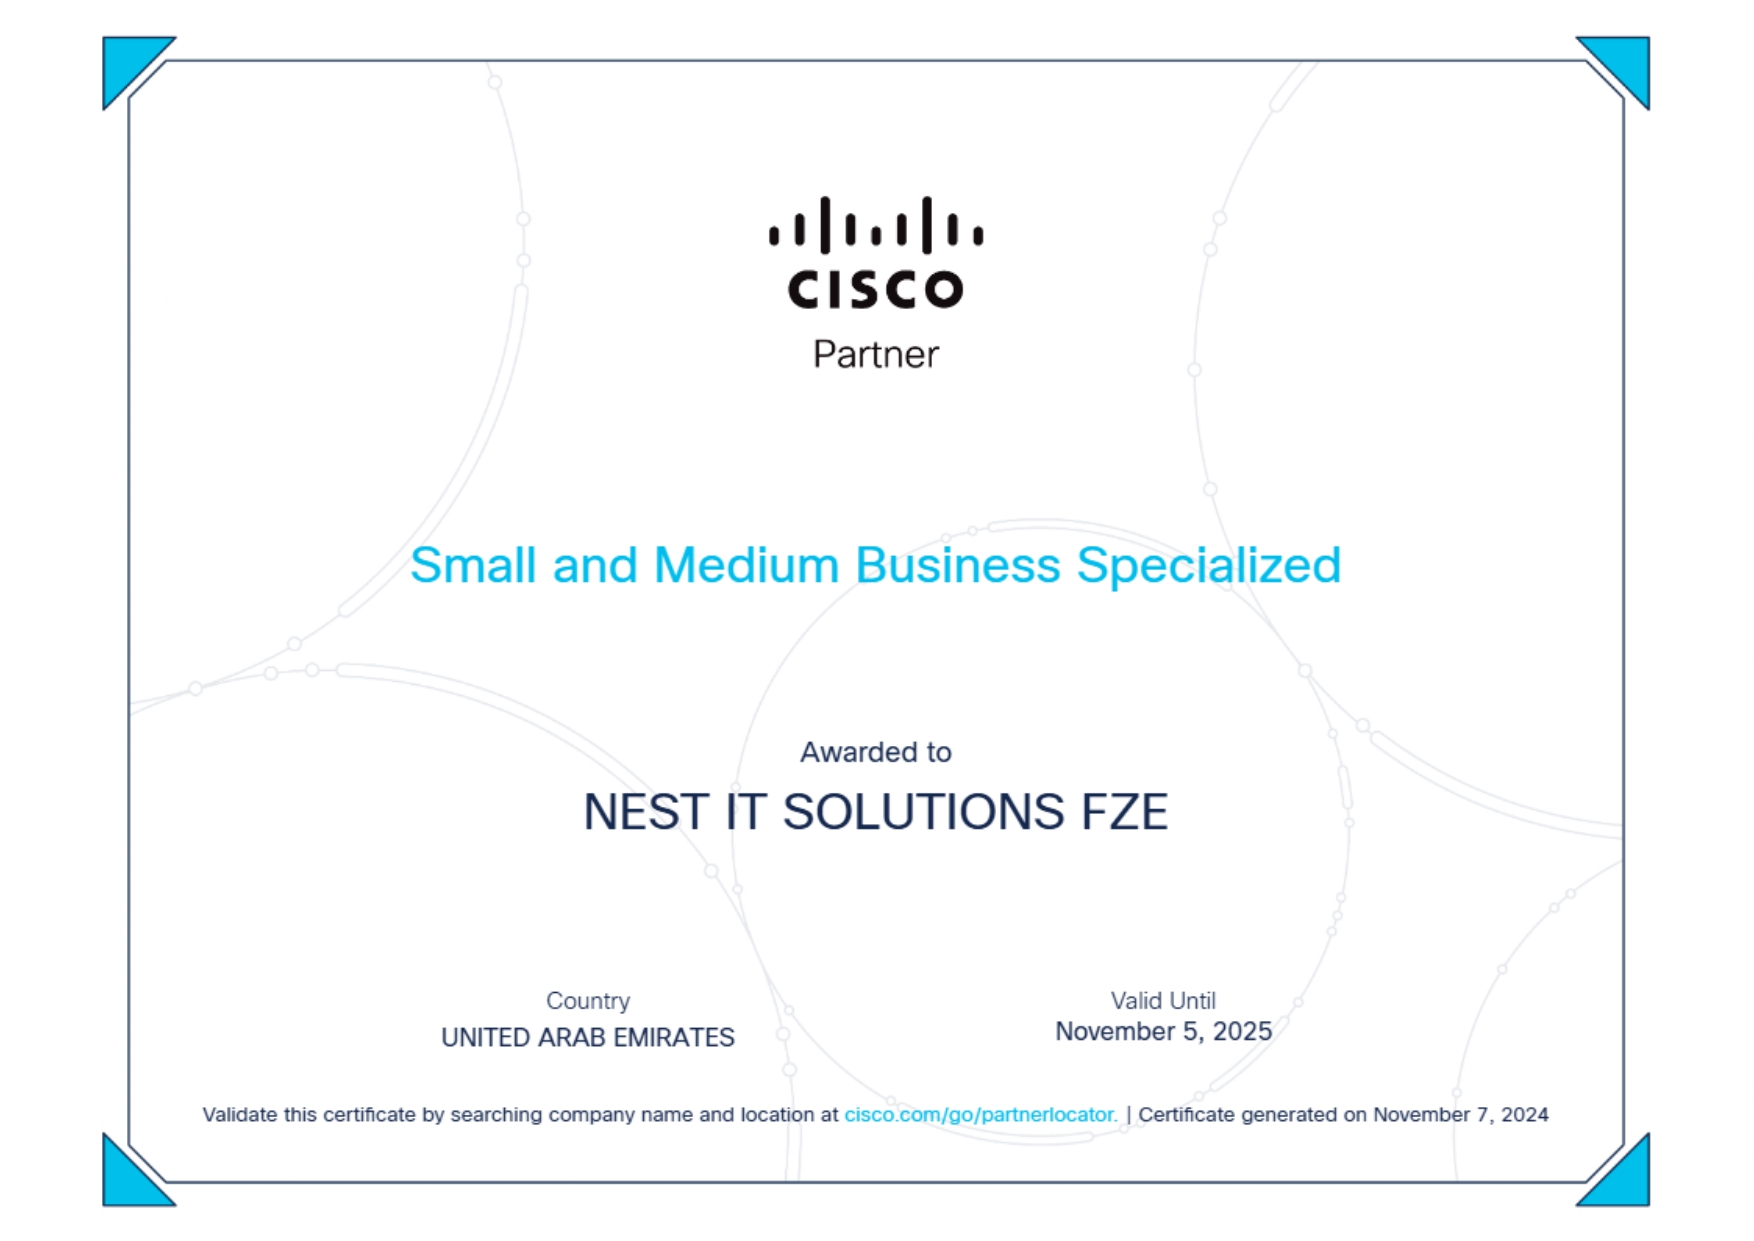 CISCO
Partner
Small and Medium Business Specialized
Awarded to
NEST IT SOLUTIONS FZE
Country
UNITED ARAB EMIRATES
Valid Until
November 5, 2025
Validate this certificate by searching company name and location at cisco.com/go/partnerlocator. | Certificate generated on November 7, 2024